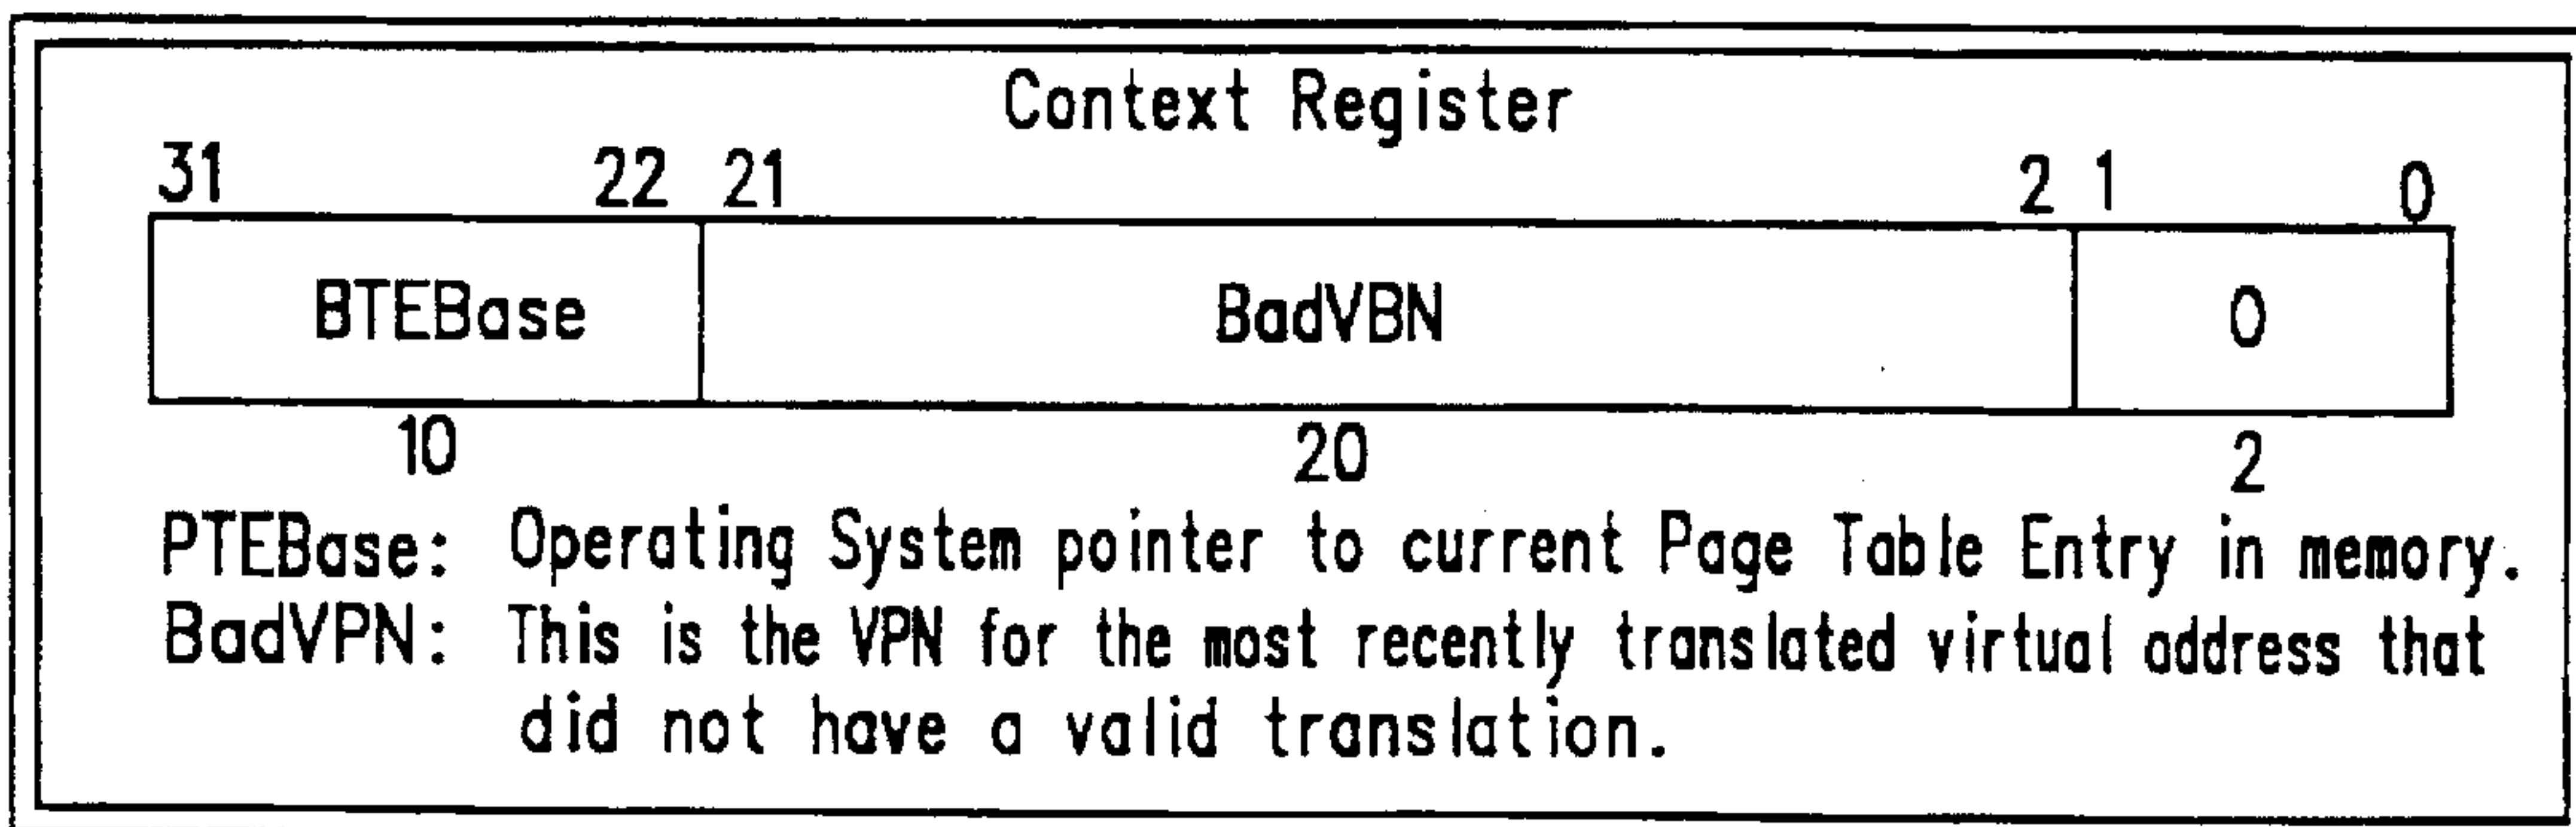 Context Register
31 22 21 2 1 0
BTEBase BadVBN 0
10 20 2
PTEBase: Operating System pointer to current Page Table Entry in memory.
BadVPN: This is the VPN for the most recently translated virtual address that
did not have a valid translation.